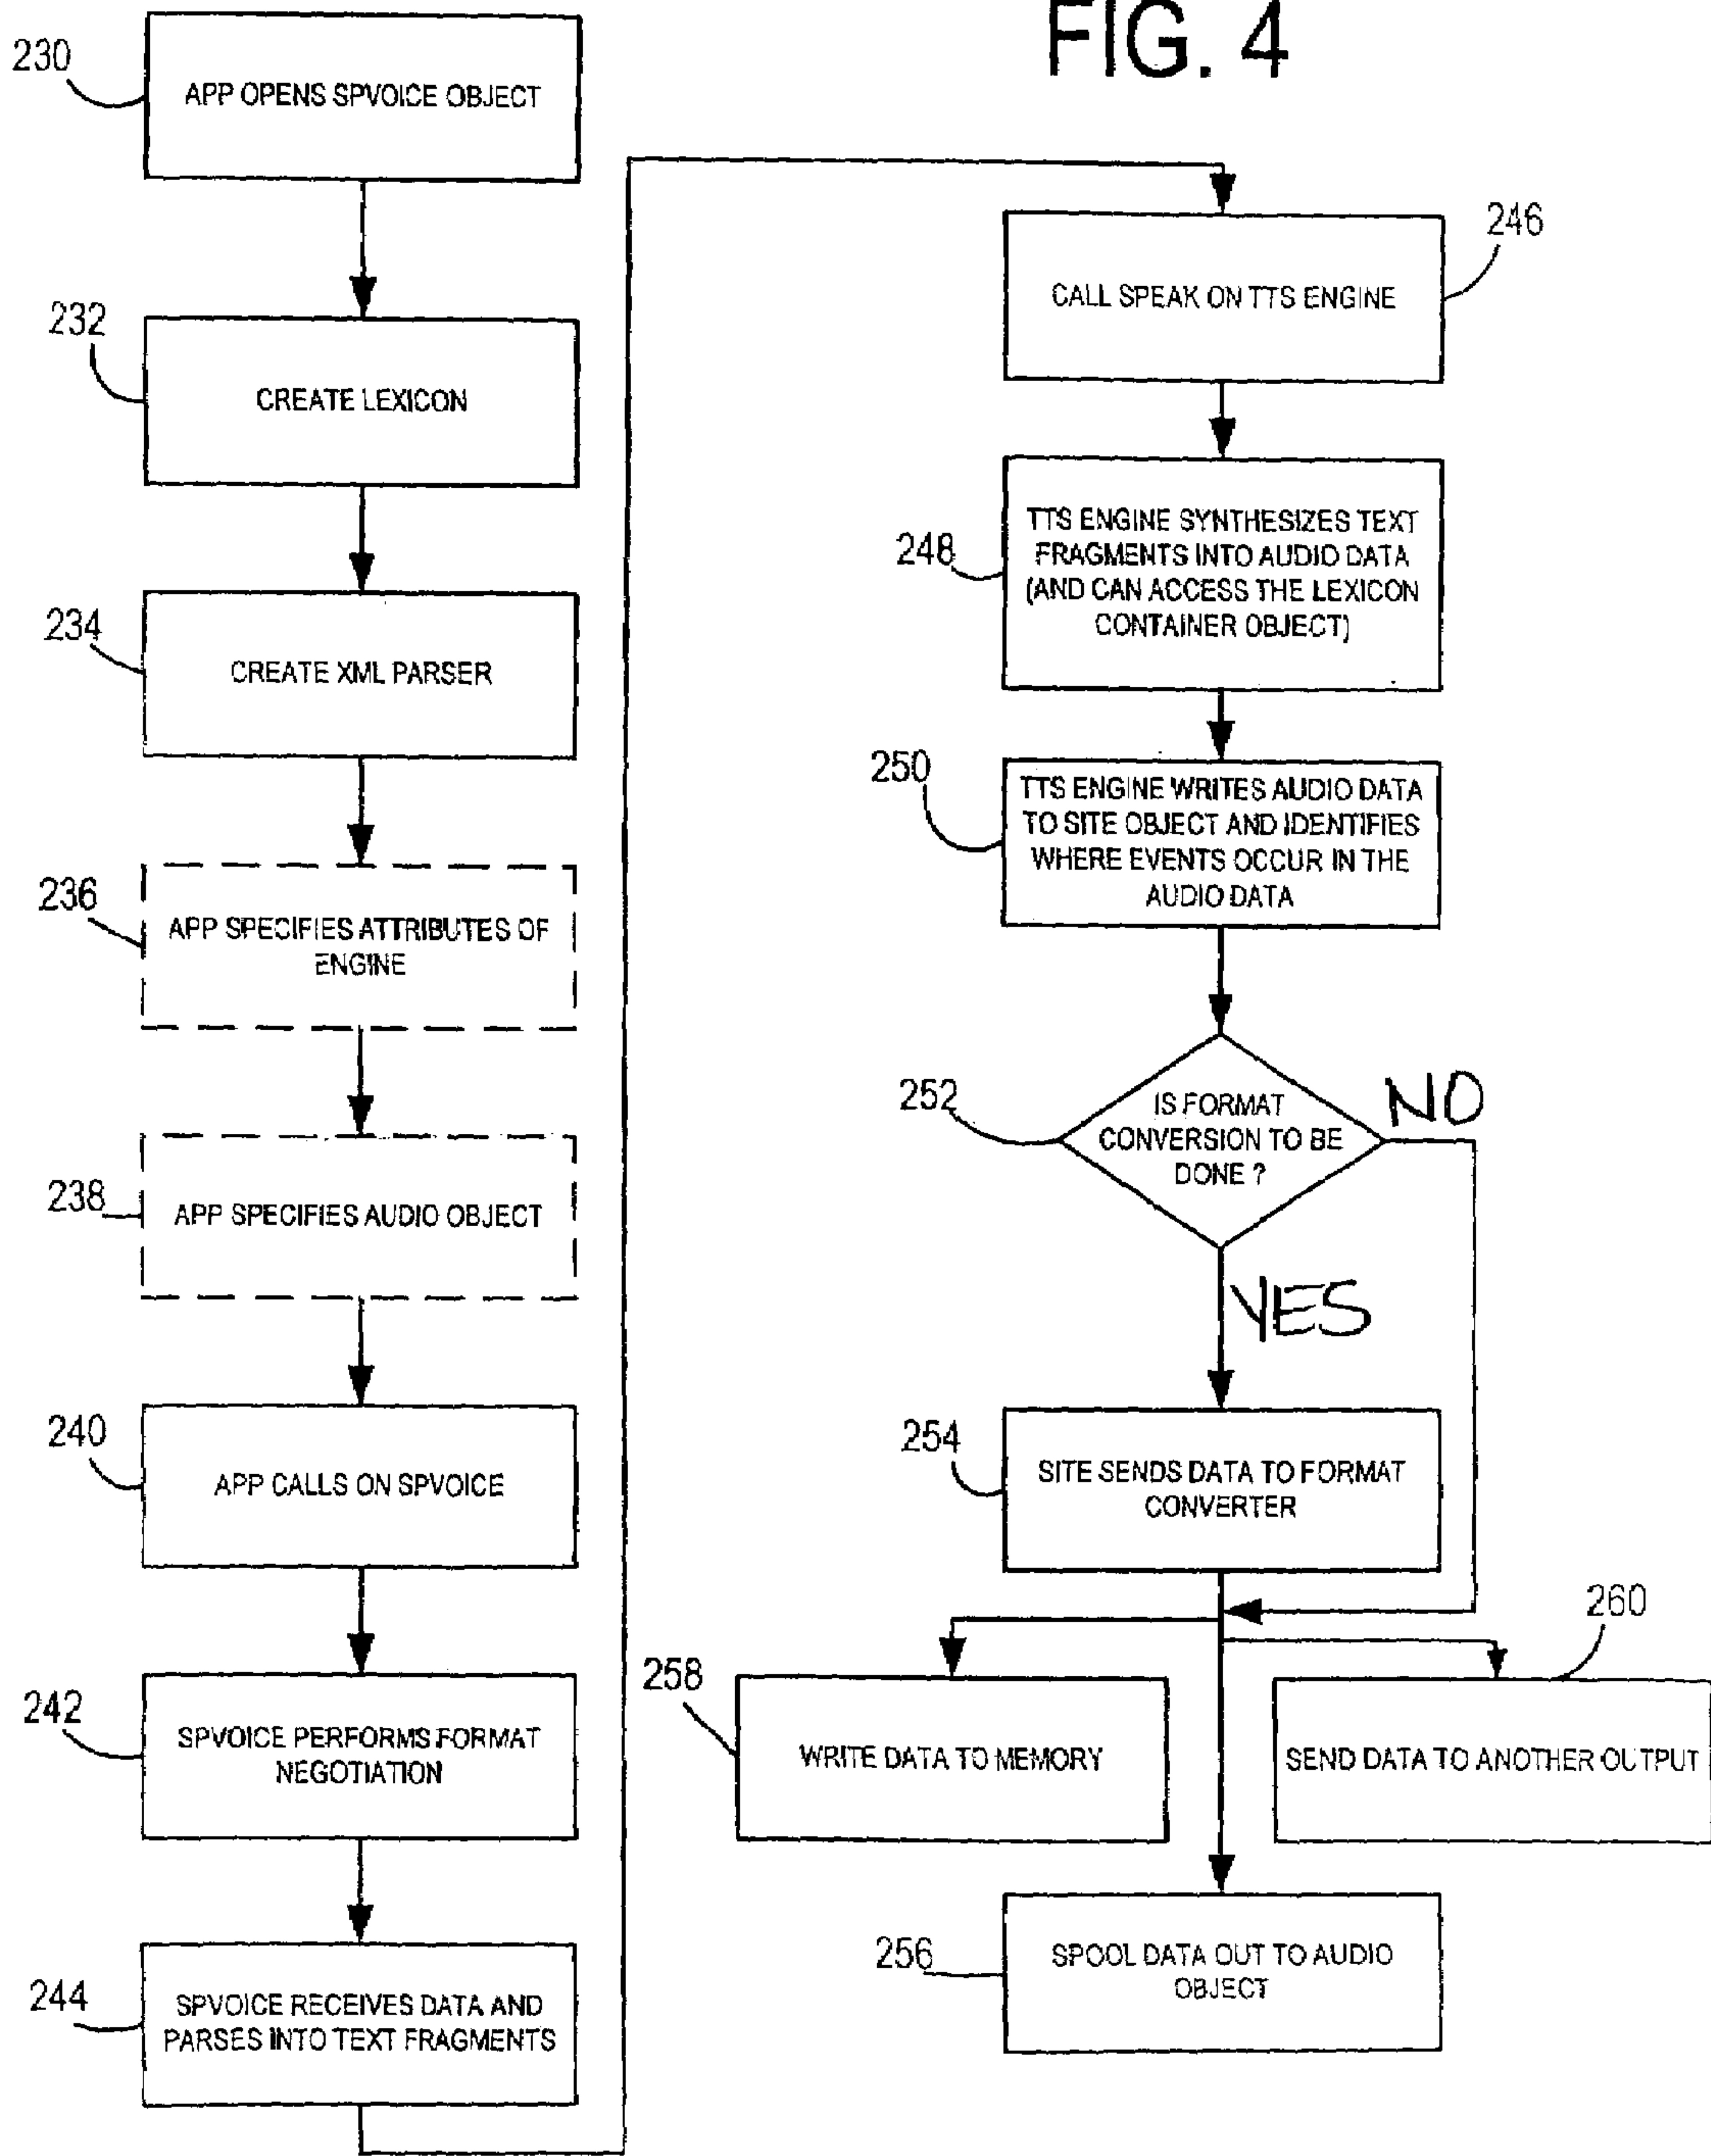 FIG. 4
230
APP OPENS SPVOICE OBJECT
232
CREATE LEXICON
234
CREATE XML PARSER
236
APP SPECIFIES ATTRIBUTES OF
ENGINE
238
APP SPECIFIES AUDIO OBJECT
240
APP CALLS ON SPVOICE
242
SPVOICE PERFORMS FORMAT
NEGOTIATION
244
SPVOICE RECEIVES DATA AND
PARSES INTO TEXT FRAGMENTS
246
CALL SPEAK ON TTS ENGINE
248
TTS ENGINE SYNTHESIZES TEXT
FRAGMENTS INTO AUDIO DATA
(AND CAN ACCESS THE LEXICON
CONTAINER OBJECT)
250
TTS ENGINE WRITES AUDIO DATA
TO SITE OBJECT AND IDENTIFIES
WHERE EVENTS OCCUR IN THE
AUDIO DATA
252
IS FORMAT
CONVERSION TO BE
DONE ?
NO
YES
254
SITE SENDS DATA TO FORMAT
CONVERTER
258
WRITE DATA TO MEMORY
260
SEND DATA TO ANOTHER OUTPUT
256
SPOOL DATA OUT TO AUDIO
OBJECT